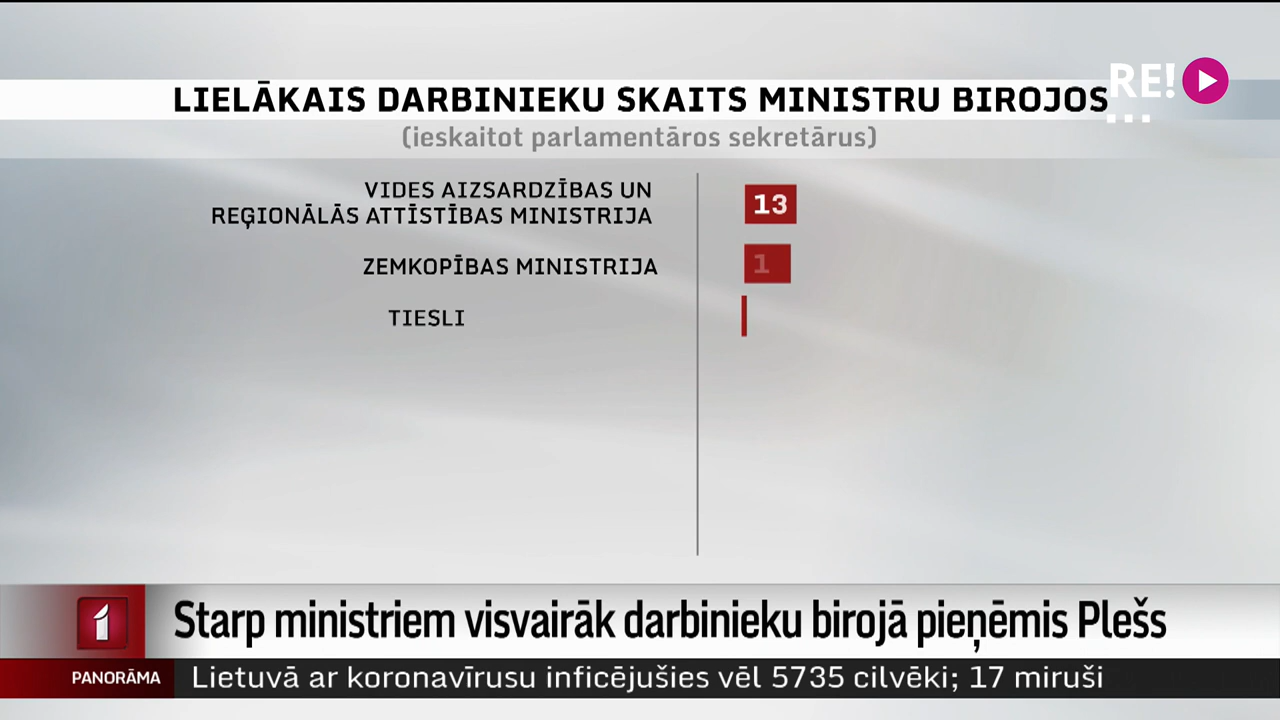 LIELĀKAIS DARBINIEKU SKAITS MINISTRU BIROJOS
RE!
(ieskaitot parlamentāros sekretārus)
VIDES AIZSARDZĪBAS UN
REĢIONĀLĀS ATTĪSTĪBAS MINISTRIJA
13
ZEMKOPĪBAS MINISTRIJA
1
TIESLI
1
Starp ministriem visvairāk darbinieku birojā pieņēmis Plešs
PANORĀMA
Lietuvā ar koronavīrusu inficējušies vēl 5735 cilvēki; 17 miruši